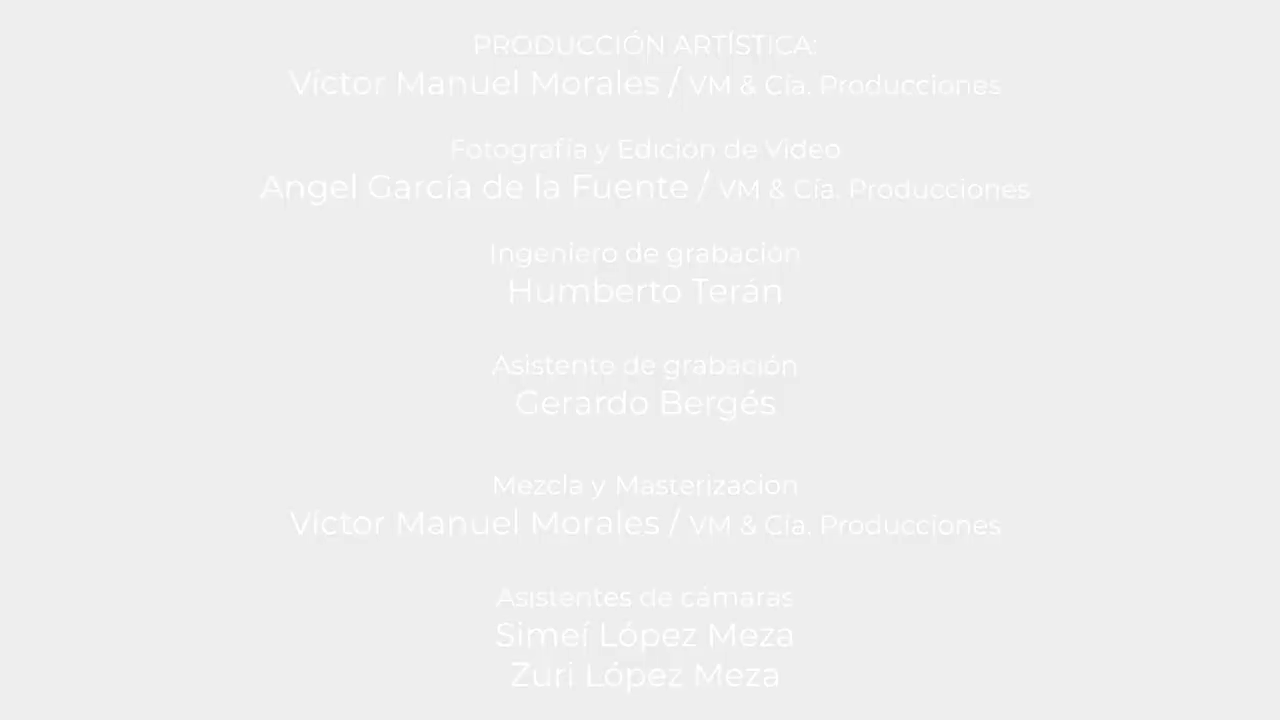 PRODUCCIÓN ARTÍSTICA:
Víctor Manuel Morales / VM & Cía. Producciones
Fotografía y Edición de Video
Angel García de la Fuente / VM & Cía. Producciones
Ingeniero de grabación
Humberto Terán
Asistente de grabación
Gerardo Bergés
Mezcla y Masterizacion
Víctor Manuel Morales / VM & Cía. Producciones
Asistentes de cámaras
Simeí López Meza
Zuri López Meza